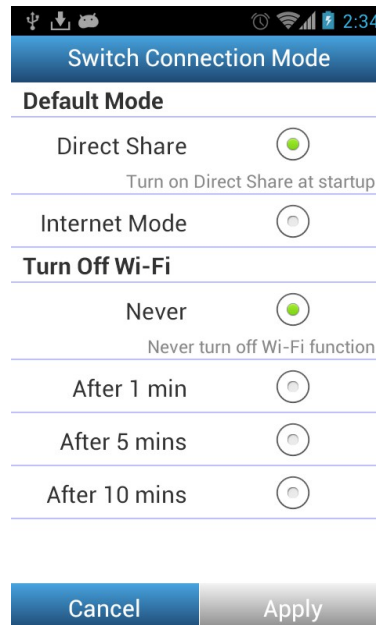 2:34
Switch Connection Mode
Default Mode
Direct Share
Turn on Direct Share at startup
Internet Mode
Turn Off Wi-Fi
Never
Never turn off Wi-Fi function
After 1 min
After 5 mins
After 10 mins
Cancel Apply